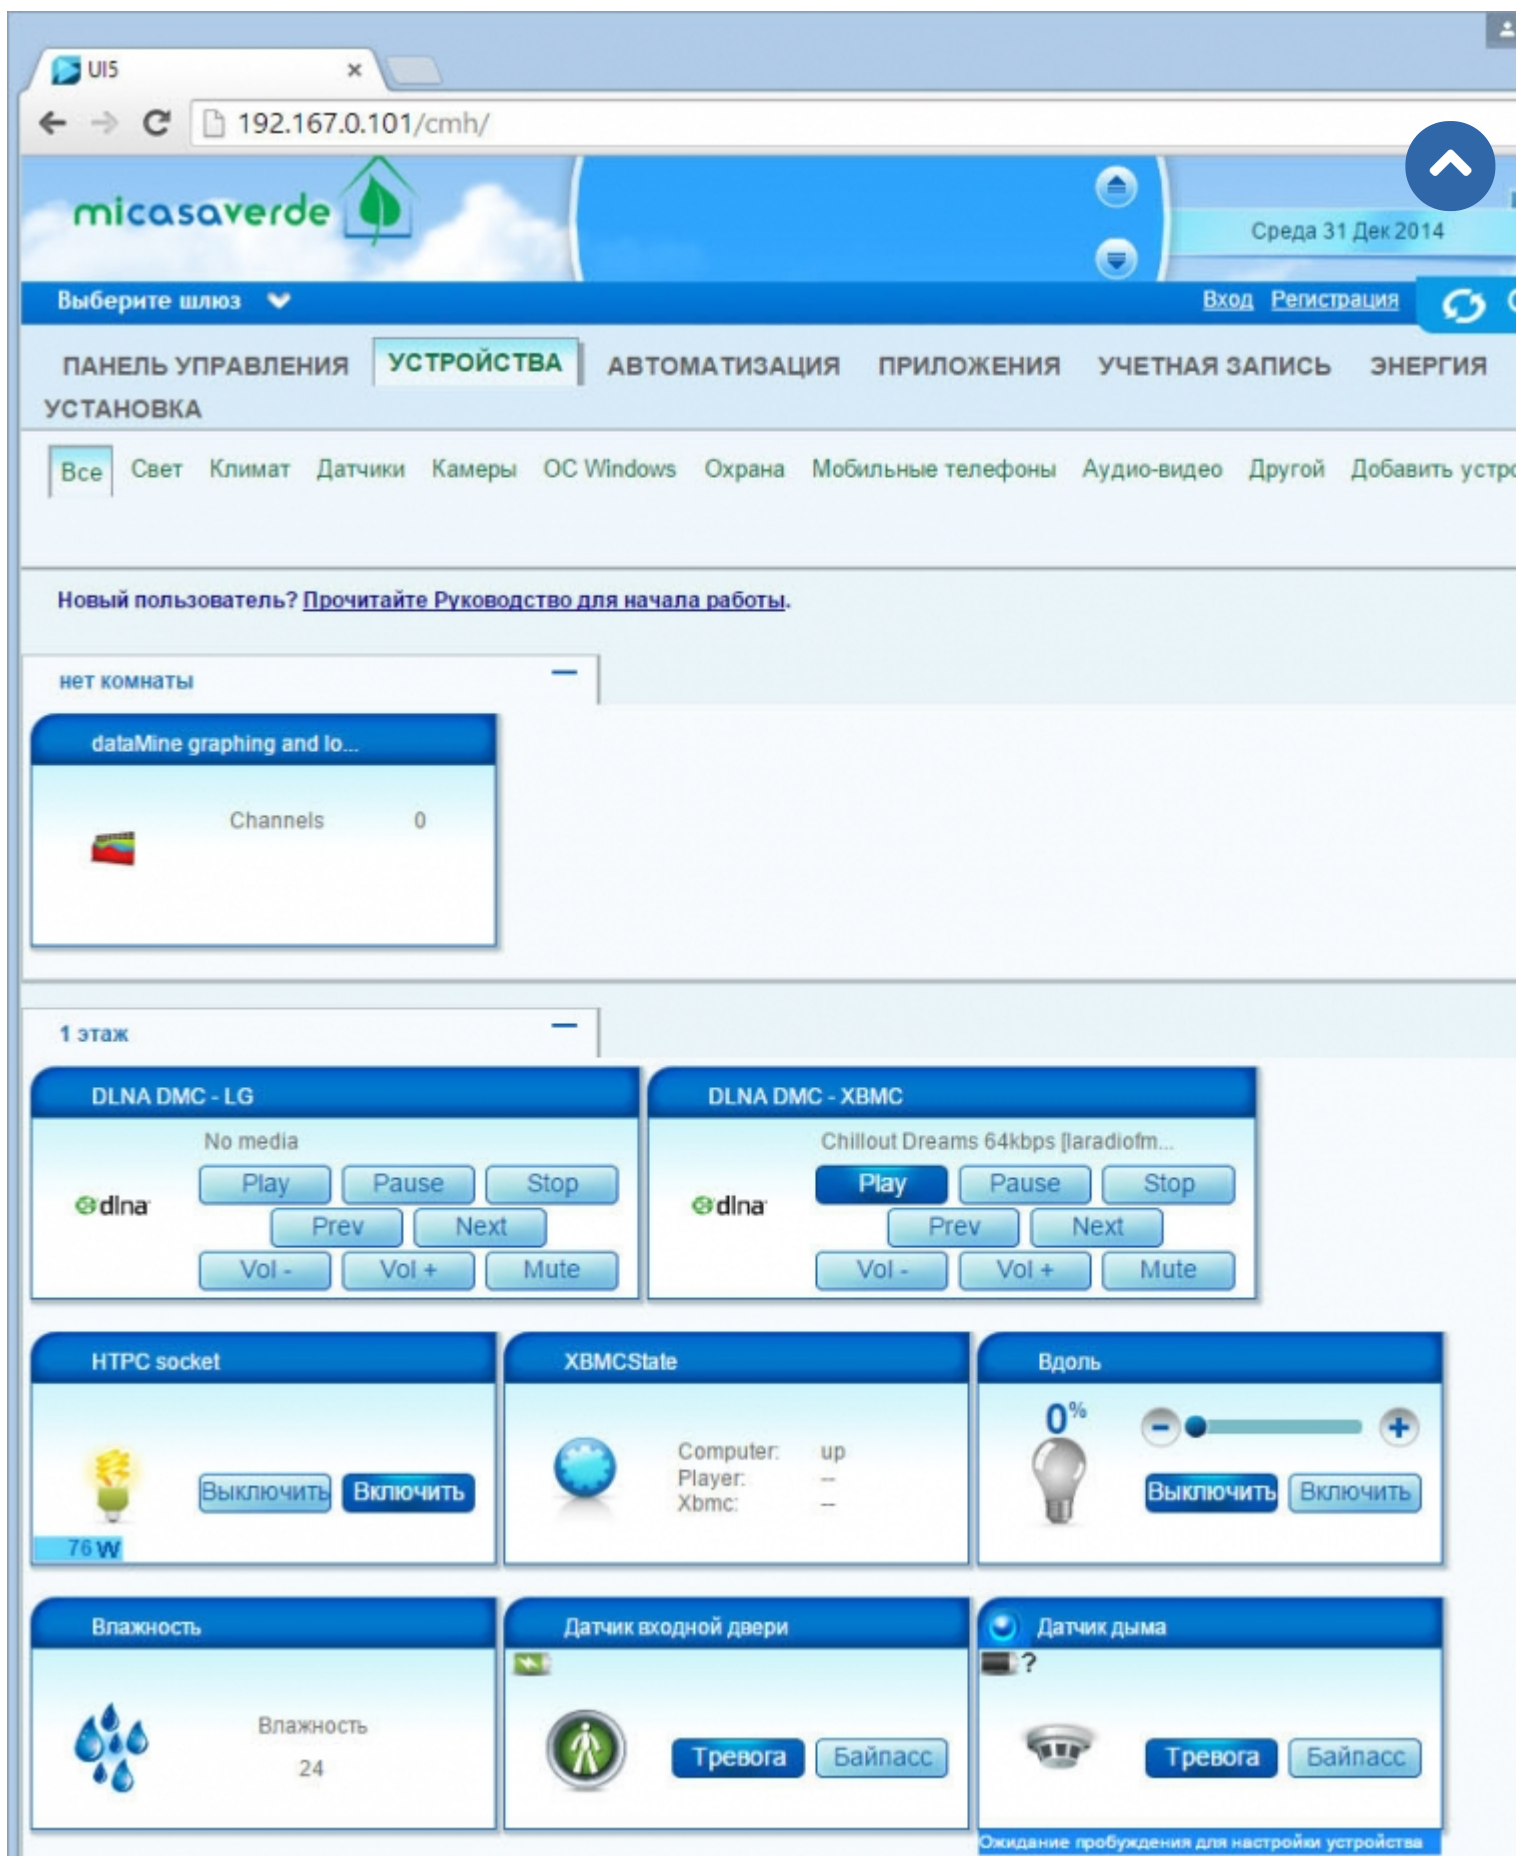 UI5
192.167.0.101/cmh/
micasaverde
Среда 31 Дек 2014
Выберите шлюз
Вход Регистрация
ПАНЕЛЬ УПРАВЛЕНИЯ УСТРОЙСТВА АВТОМАТИЗАЦИЯ ПРИЛОЖЕНИЯ УЧЕТНАЯ ЗАПИСЬ ЭНЕРГИЯ
УСТАНОВКА
Все Свет Климат Датчики Камеры ОС Windows Охрана Мобильные телефоны Аудио-видео Другой Добавить устро
Новый пользователь? Прочитайте Руководство для начала работы.
нет комнаты
dataMine graphing and lo...
Channels 0
1 этаж
DLNA DMC - LG DLNA DMC - XBMC
No media Chillout Dreams 64kbps [laradiofm...
Play Pause Stop Play Pause Stop
dlna dlna
Prev Next Prev Next
Vol - Vol + Mute Vol - Vol + Mute
HTPC socket XBMCState Вдоль
0%
Computer: up
Player: --
Выключить Включить Выключить Включить
Xbmc: --
76 W
Влажность Датчик входной двери Датчик дыма
?
Влажность
Тревога Байпасс Тревога Байпасс
24
Ожидание пробуждения для настройки устройства